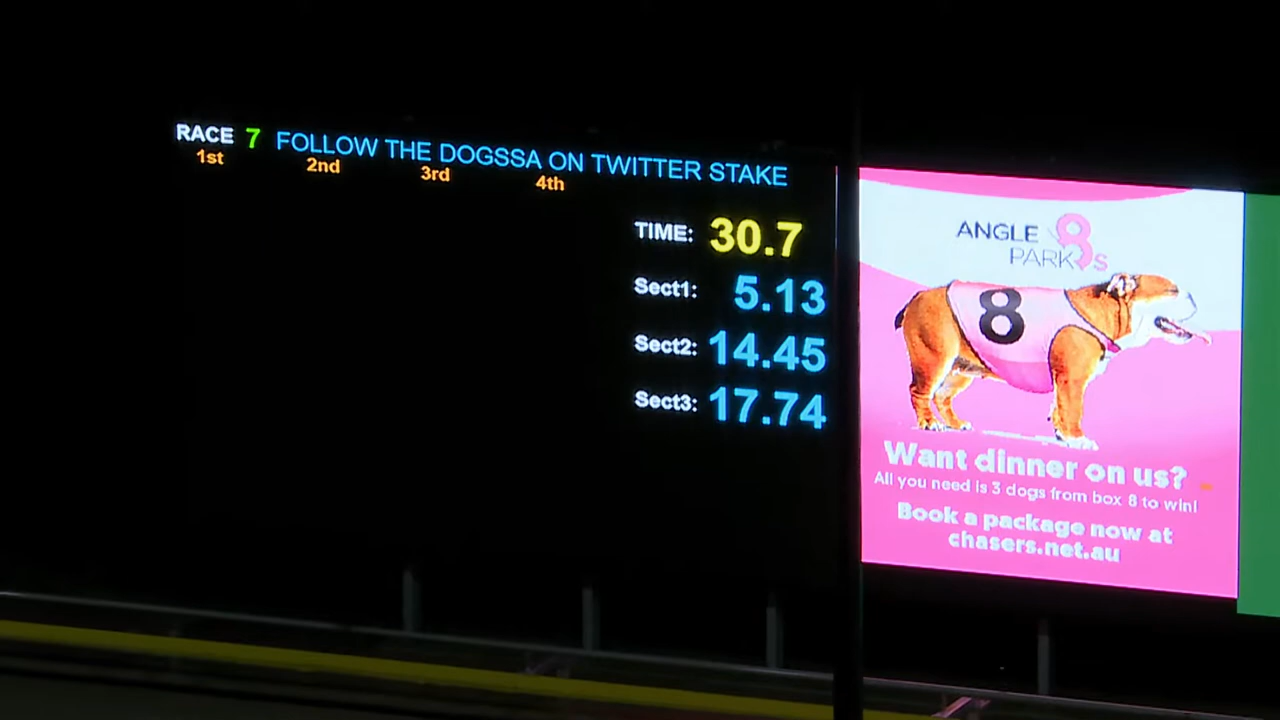 RACE 7 FOLLOW THE DOGSSA ON TWITTER STAKE
1st 2nd 3rd 4th
TIME: 30.7
Sect1: 5.13
Sect2: 14.45
Sect3: 17.74
ANGLE
PARK 8s
8
Want dinner on us?
All you need is 3 dogs from box 8 to win!
Book a package now at
chasers.net.au